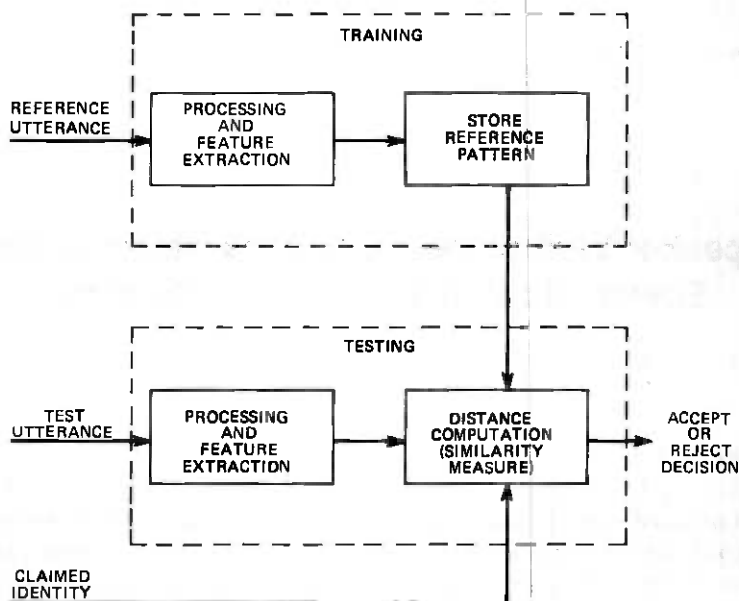 TRAINING
REFERENCE
UTTERANCE
PROCESSING
AND
FEATURE
EXTRACTION
STORE
REFERENCE
PATTERN
TESTING
TEST
UTTERANCE
PROCESSING
AND
FEATURE
EXTRACTION
DISTANCE
COMPUTATION
(SIMILARITY
MEASURE)
ACCEPT
OR
REJECT
DECISION
CLAIMED
IDENTITY